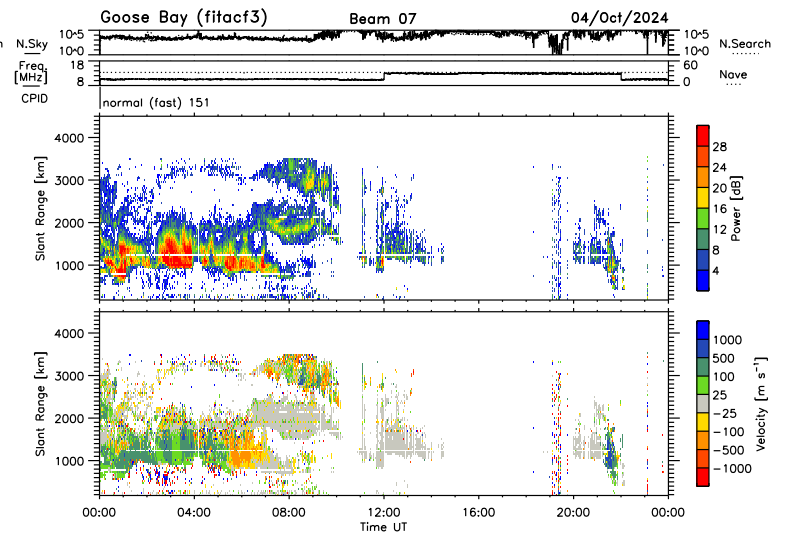 Goose Bay (fitacf3) Beam 07 04/Oct/2024
n N.Sky 10^5 10^0 10^5 10^0 N.Search
Freq. [MHz] 18 8 60 0 Nave
CPID normal (fast) 151
4000
3000
2000
1000
Slant Range [km]
28
24
20
16
12
8
4
Power [dB]
4000
3000
2000
1000
Slant Range [km]
1000
500
100
25
-25
-100
-500
-1000
Velocity [m s⁻¹]
00:00 04:00 08:00 12:00 16:00 20:00 00:00
Time UT